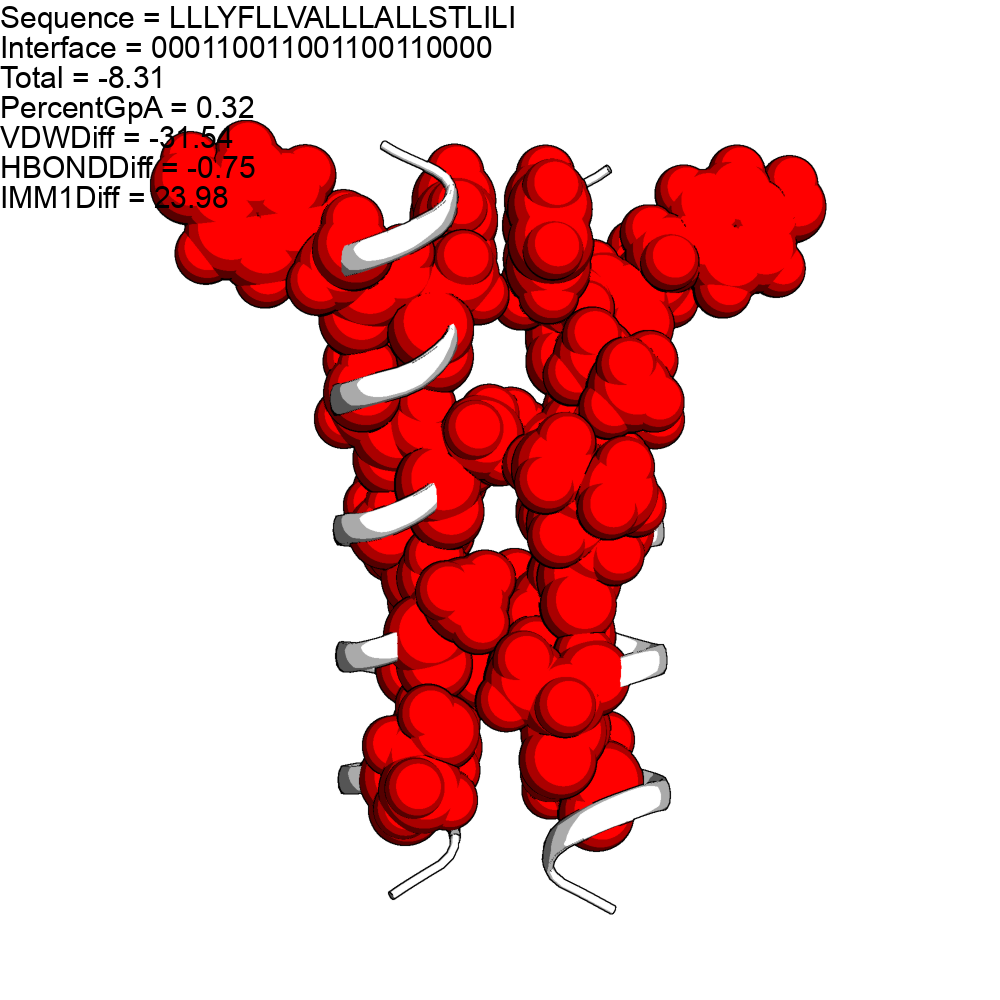 Sequence = LLLYFLLVALLLALLSTLILI
Interface = 000110011001100110000
Total = -8.31
PercentGpA = 0.32
VDWDiff = -31.54
HBONDDiff = -0.75
IMM1Diff = 23.98